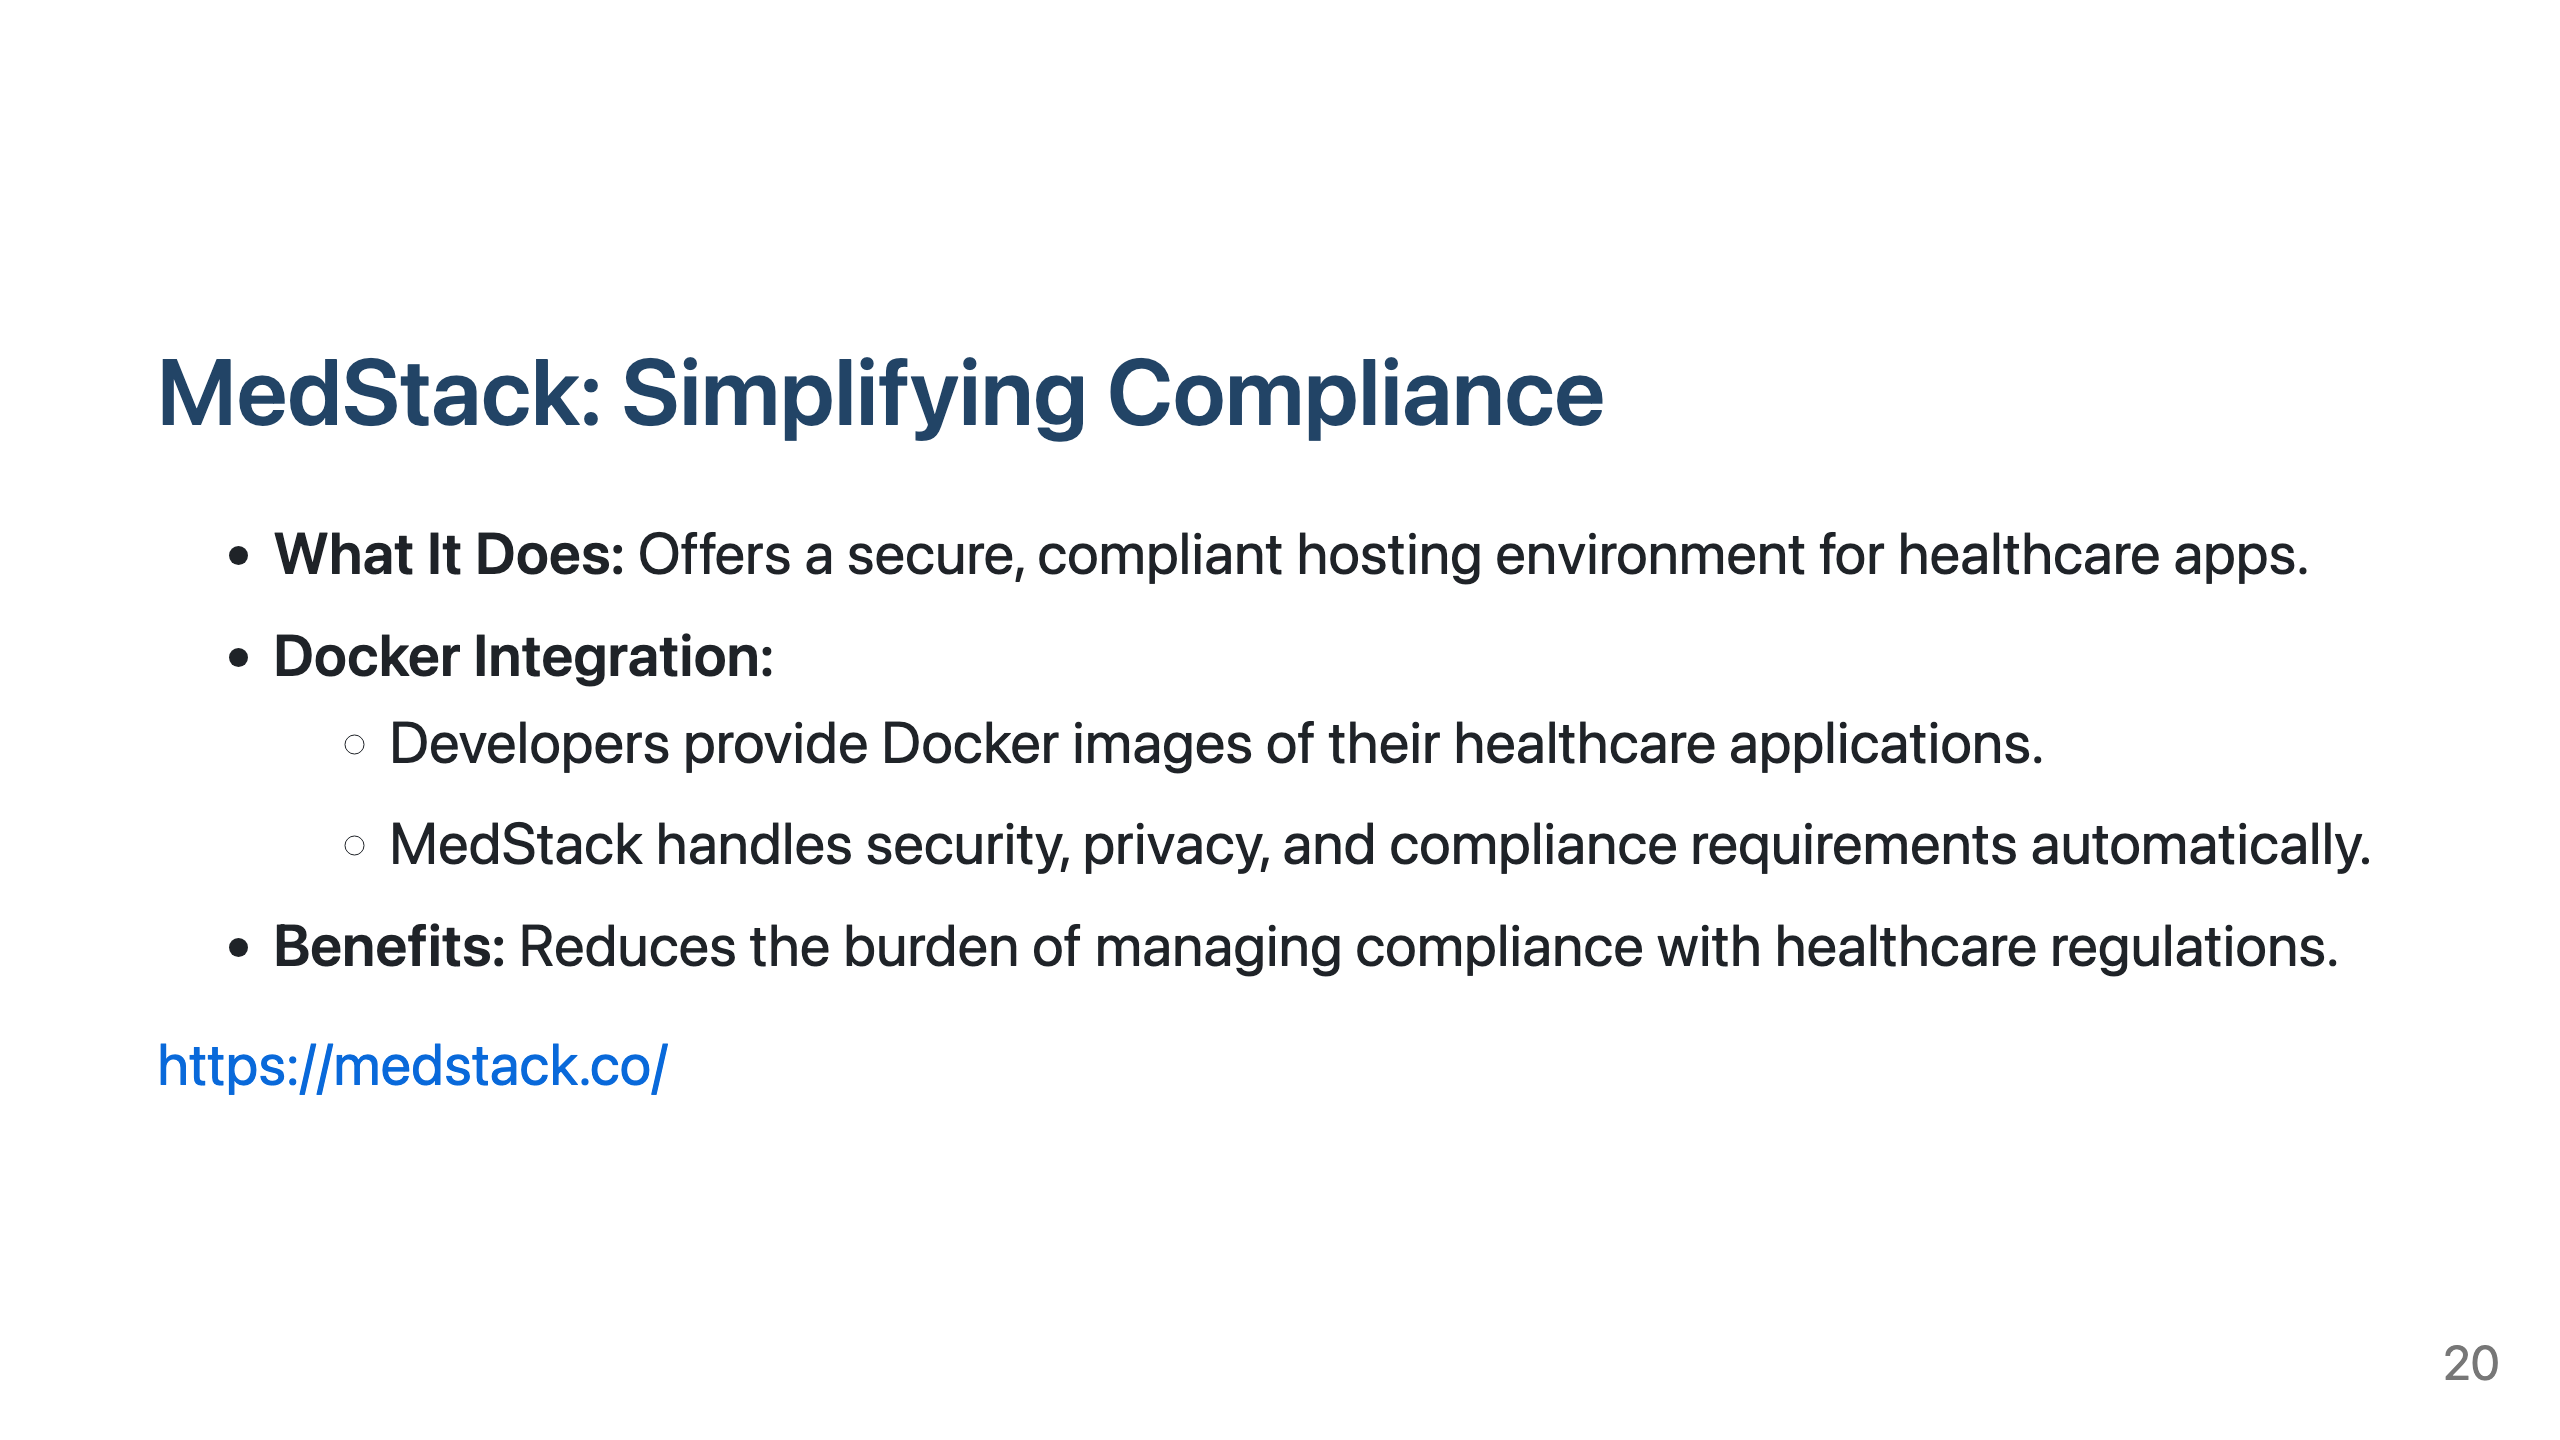 MedStack: Simplifying Compliance
• What It Does: Offers a secure, compliant hosting environment for healthcare apps.
• Docker Integration:
○ Developers provide Docker images of their healthcare applications.
○ MedStack handles security, privacy, and compliance requirements automatically.
• Benefits: Reduces the burden of managing compliance with healthcare regulations.
https://medstack.co/
20